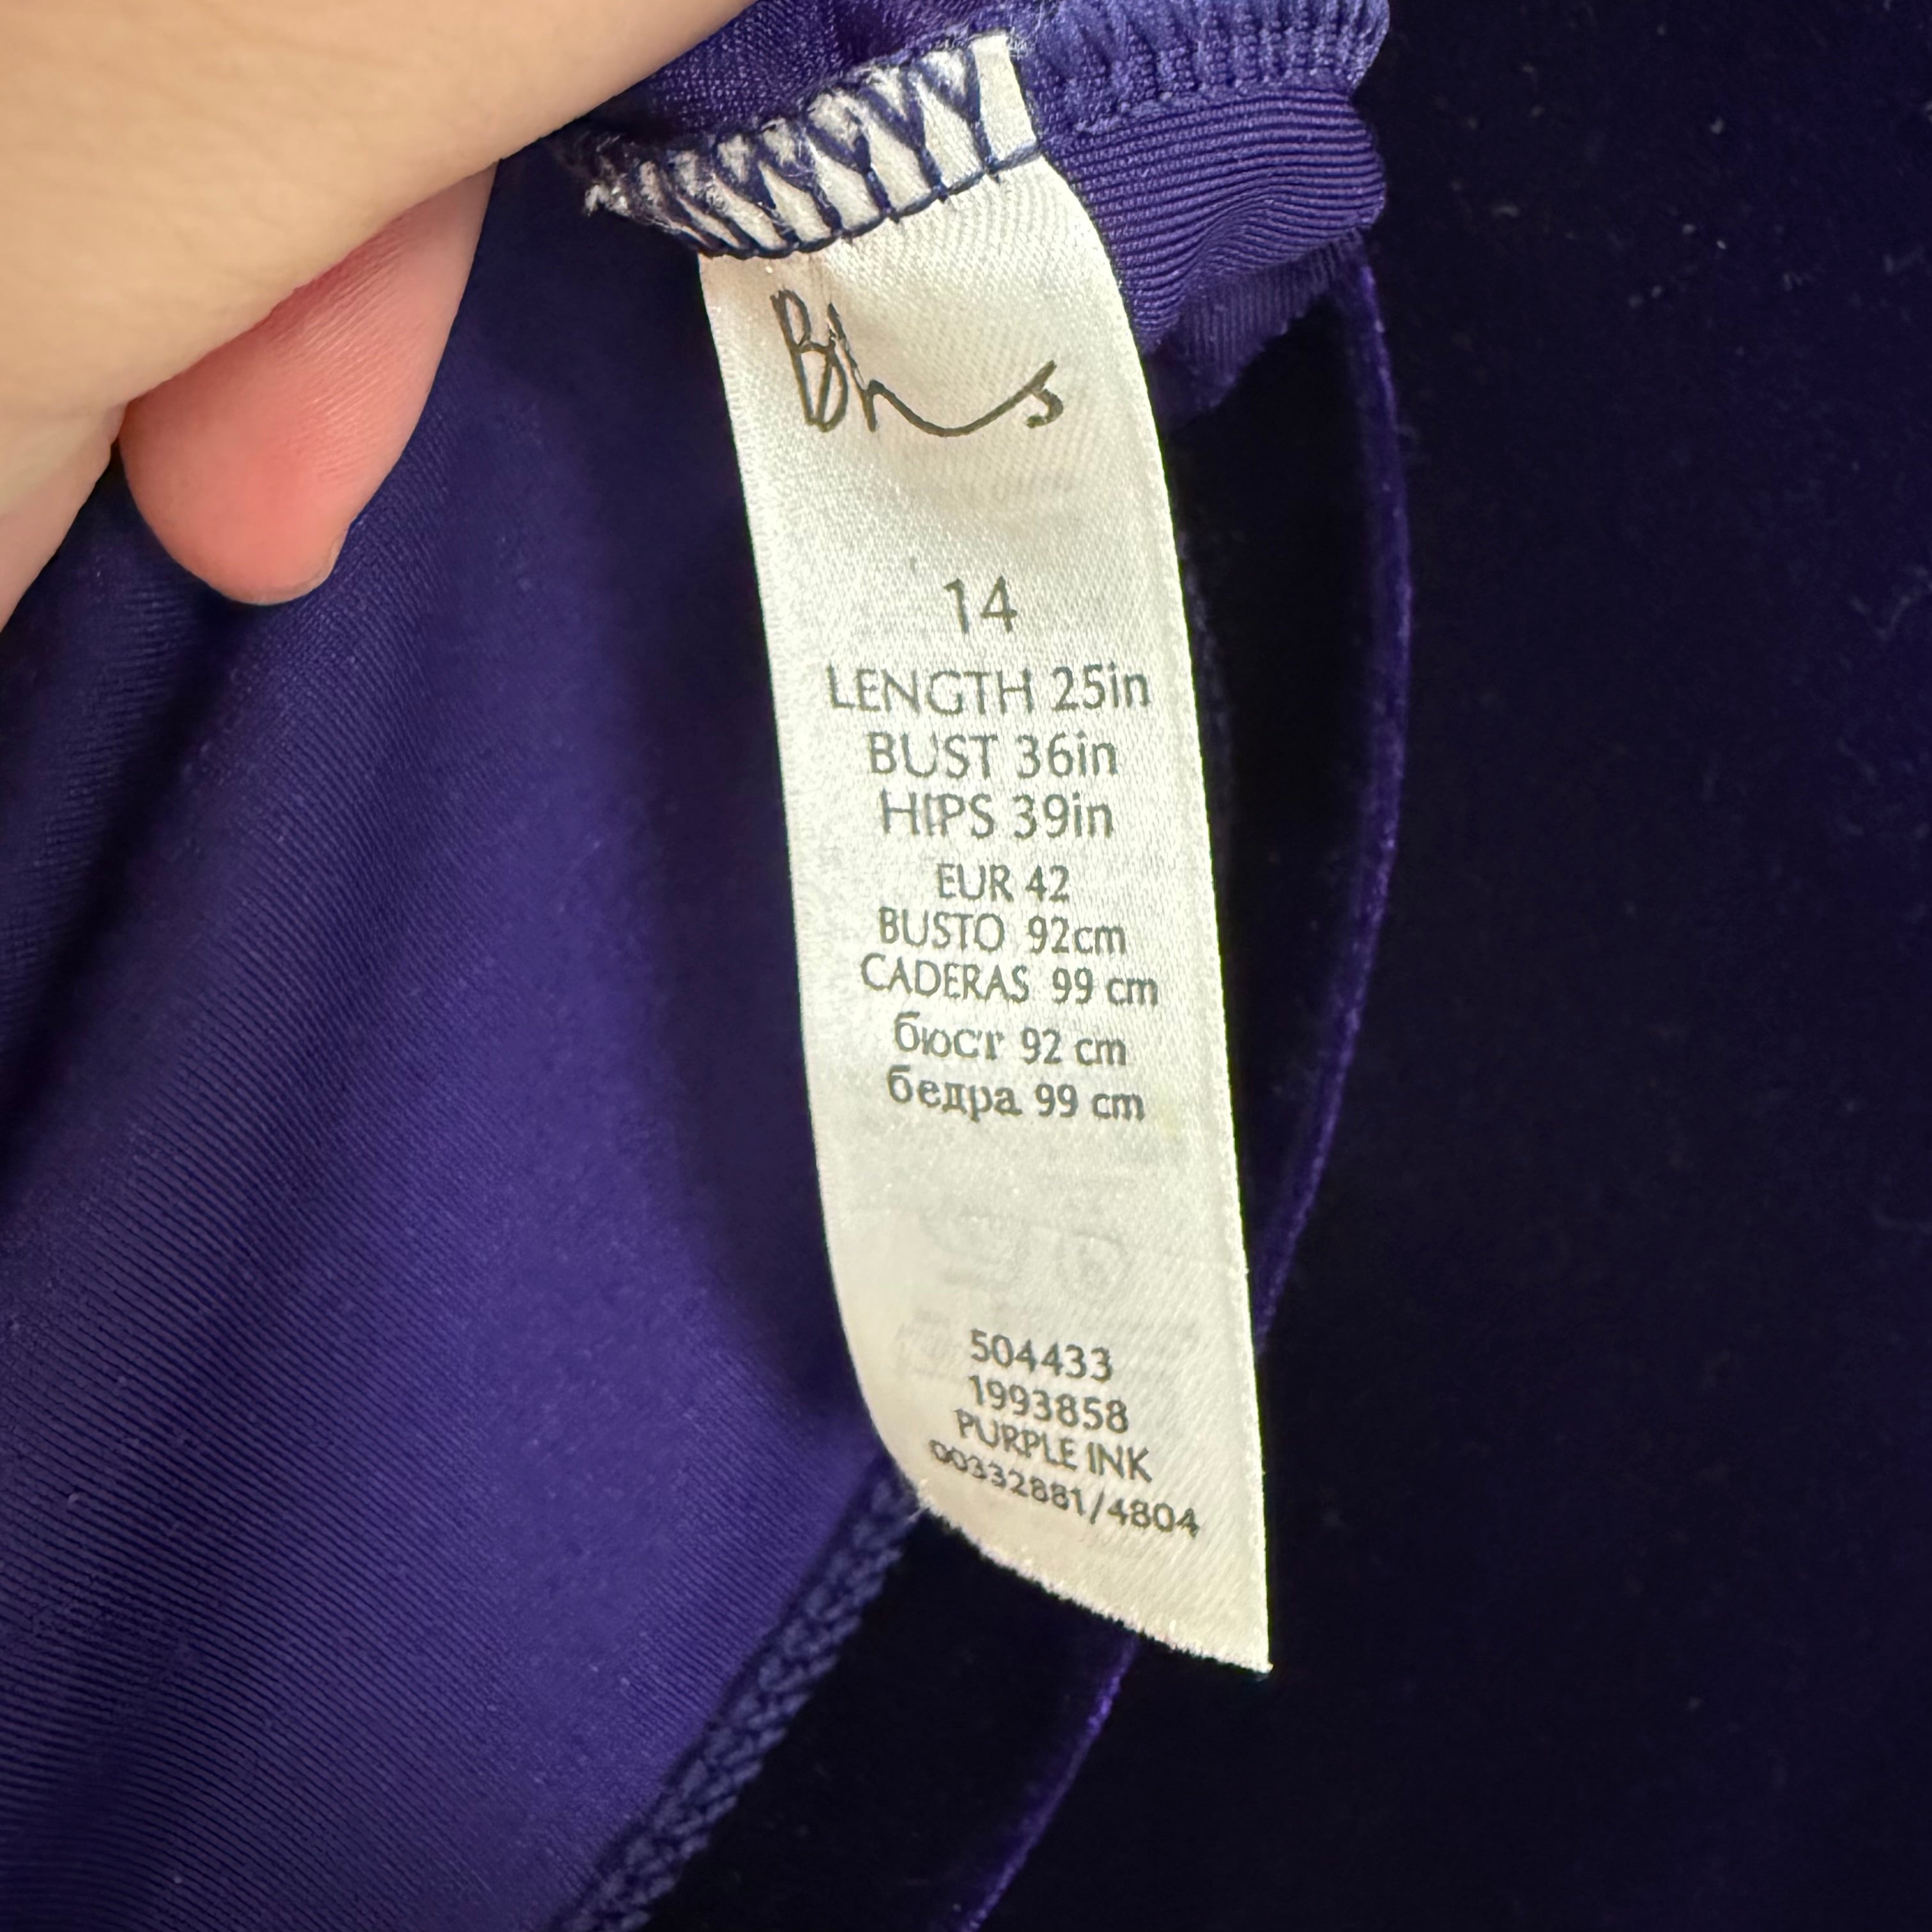 Bhs
14
LENGTH 25in
BUST 36in
HIPS 39in
EUR 42
BUSTO 92cm
CADERAS 99 cm
бюст 92 cm
бедра 99 cm
504433
1993858
PURPLE INK
00332881/4804